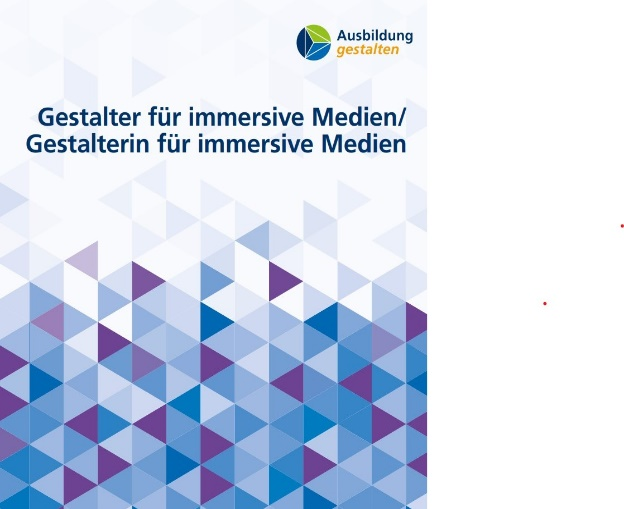 Ausbildung
gestalten
Gestalter für immersive Medien/
Gestalterin für immersive Medien